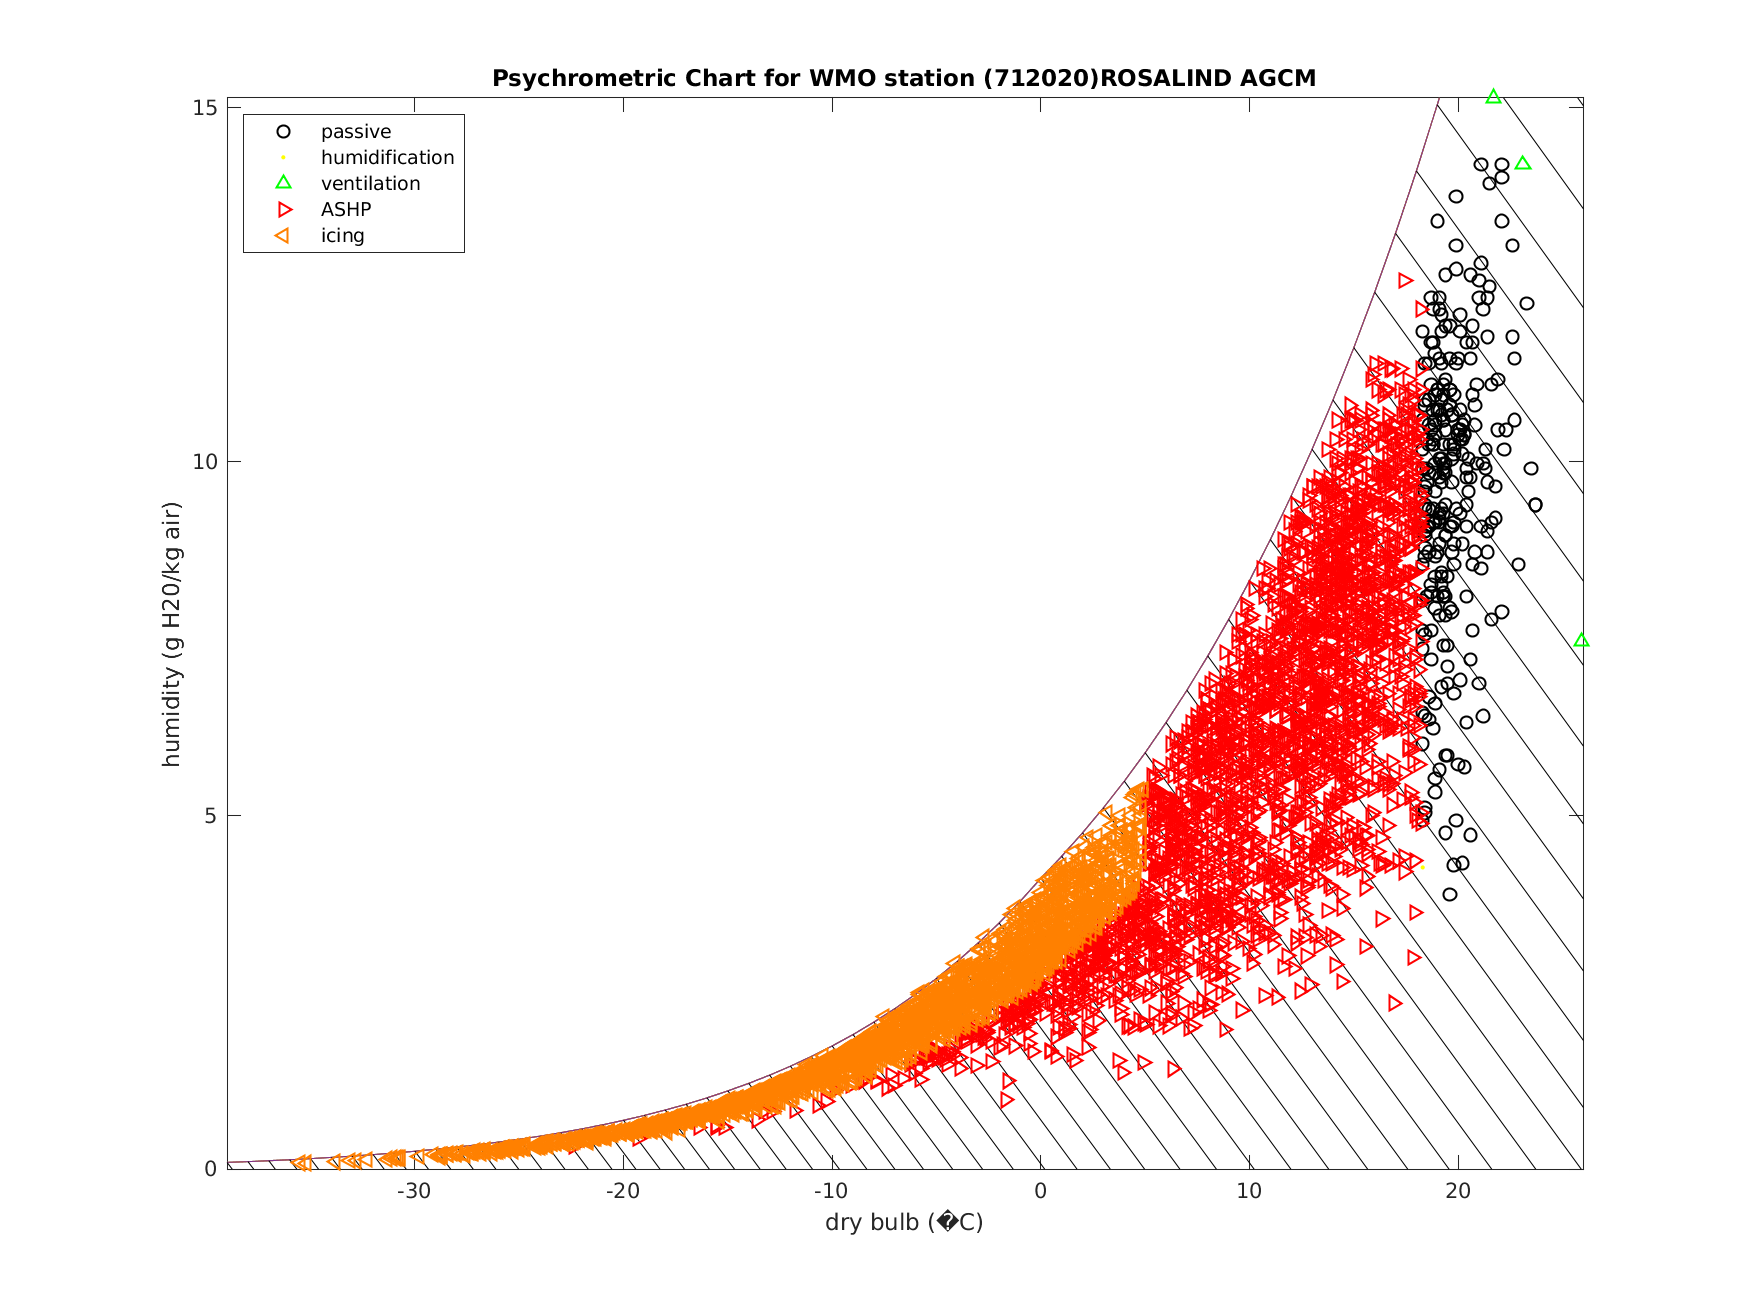 Psychrometric Chart for WMO station (712020)ROSALIND AGCM
passive
humidification
ventilation
ASHP
icing
humidity (g H20/kg air)
15
10
5
0
-30
-20
-10
0
10
20
dry bulb (�C)